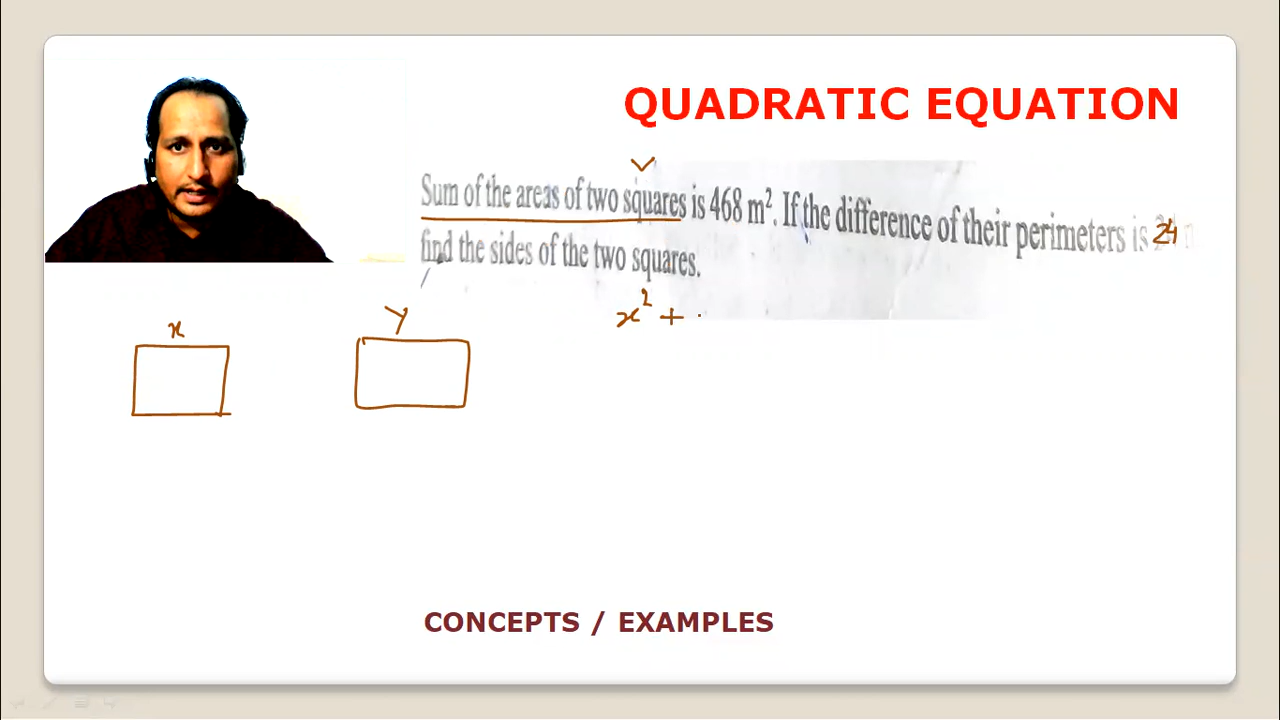 QUADRATIC EQUATION
Sum of the areas of two squares is 468 m². If the difference of their perimeters is 24
find the sides of the two squares.
x² +
x
y
CONCEPTS / EXAMPLES